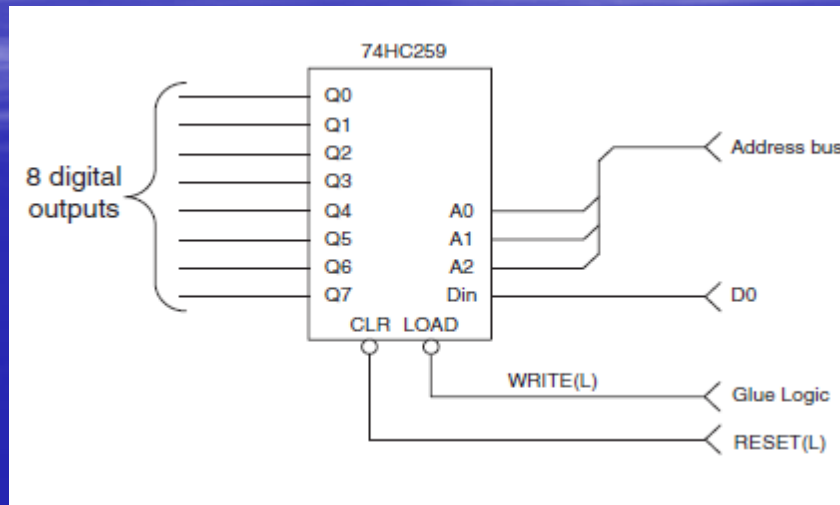 74HC259
Q0
Q1
Q2
Q3
Q4
Q5
Q6
Q7
8 digital
outputs
A0
A1
A2
Din
CLR LOAD
Address bus
D0
WRITE(L)
Glue Logic
RESET(L)